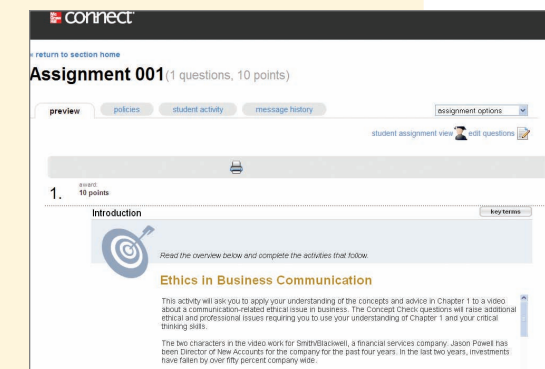 connect
« return to section home
Assignment 001 (1 questions, 10 points)
preview policies student activity message history assignment options
student assignment view edit questions
1. award
10 points
Introduction key terms
Read the overview below and complete the activities that follow.
Ethics in Business Communication
This activity will ask you to apply your understanding of the concepts and advice in Chapter 1 to a video
about a communication-related ethical issue in business. The Concept Check questions will raise additional
ethical and professional issues requiring you to use your understanding of Chapter 1 and your critical
thinking skills.
The two characters in the video work for Smith/Blackwell, a financial services company. Jason Powell has
been Director of New Accounts for the company for the past four years. In the last two years, investments
have fallen by over fifty percent company wide.